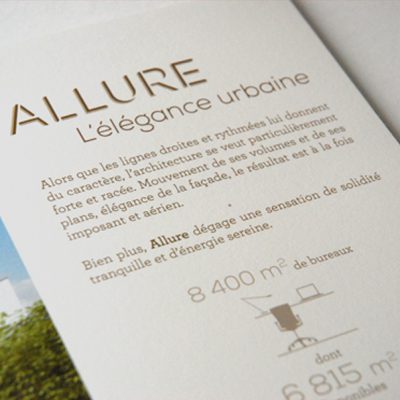 ALLURE
L'élégance urbaine
Alors que les lignes droites et rythmées lui donnent
du caractère, l'architecture se veut particulièrement
forte et racée. Mouvement de ses volumes et de ses
plans, élégance de la façade, le résultat est à la fois
imposant et aérien.
Bien plus, Allure dégage une sensation de solidité
tranquille et d'énergie sereine.
8 400 m² de bureaux
dont
6 815 m²